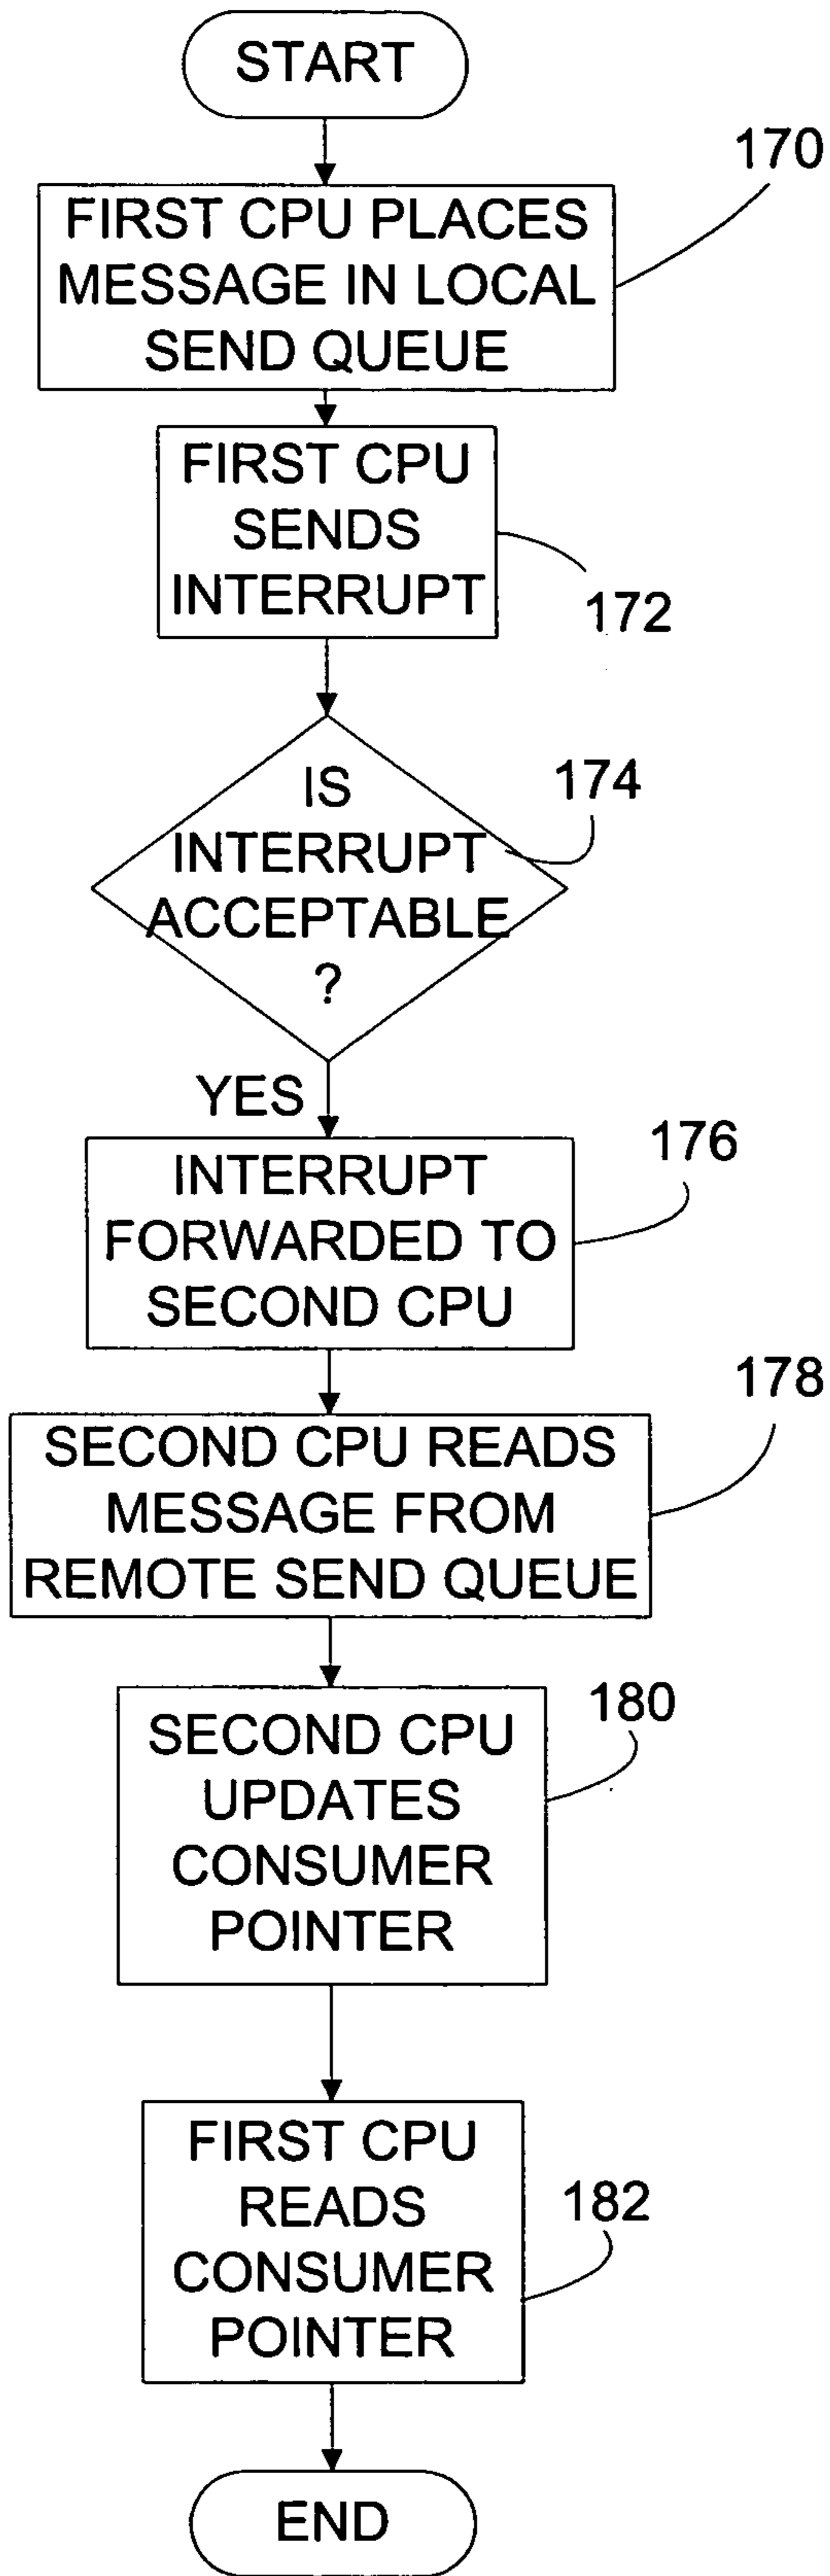 START
170
FIRST CPU PLACES
MESSAGE IN LOCAL
SEND QUEUE
FIRST CPU
SENDS
INTERRUPT
172
IS
INTERRUPT
ACCEPTABLE
?
174
YES
INTERRUPT
FORWARDED TO
SECOND CPU
176
SECOND CPU READS
MESSAGE FROM
REMOTE SEND QUEUE
178
SECOND CPU
UPDATES
CONSUMER
POINTER
180
FIRST CPU
READS
CONSUMER
POINTER
182
END